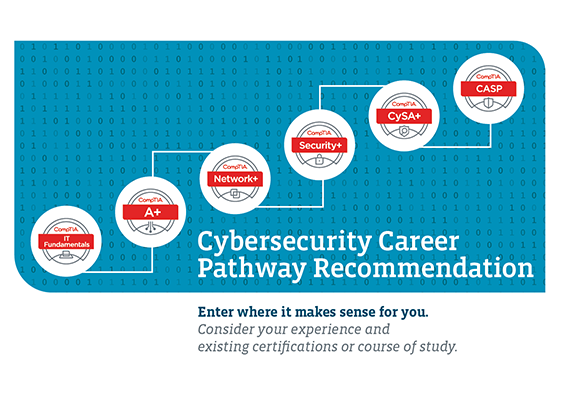 CompTIA
IT
Fundamentals
CompTIA
A+
CompTIA
Network+
CompTIA
Security+
CompTIA
CySA+
CompTIA
CASP
Cybersecurity Career
Pathway Recommendation
Enter where it makes sense for you.
Consider your experience and
existing certifications or course of study.